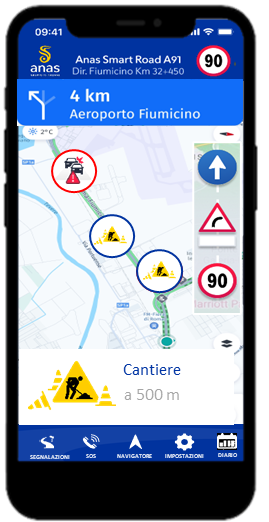 09:41
anas
Anas Smart Road A91
Dir. Fiumicino Km 32+450
90
4 km
Aeroporto Fiumicino
2°C
90
Cantiere
a 500 m
SEGNALAZIONI
SOS
NAVIGATORE
IMPOSTAZIONI
DIARIO